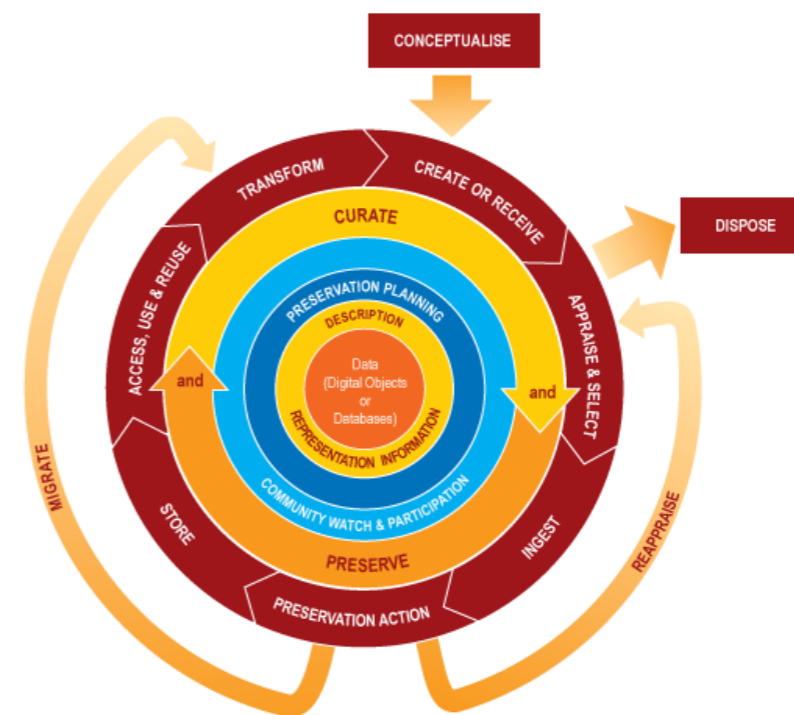 CONCEPTUALISE
TRANSFORM
CREATE OR RECEIVE
DISPOSE
CURATE
ACCESS, USE & REUSE
APPRAISE & SELECT
PRESERVATION PLANNING
DESCRIPTION
Data
(Digital Objects
or
Databases)
and
and
REPRESENTATION INFORMATION
COMMUNITY WATCH & PARTICIPATION
MIGRATE
STORE
INGEST
REAPPRAISE
PRESERVE
PRESERVATION ACTION